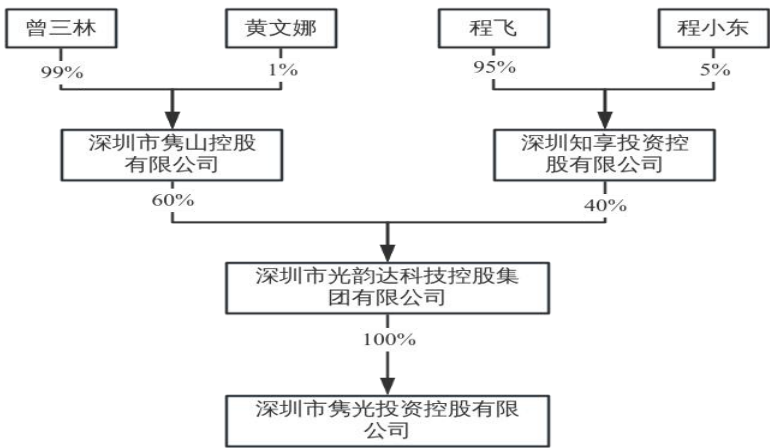 曾三林
黄文娜
程飞
程小东
99%
1%
95%
5%
深圳市隽山控股
有限公司
深圳知享投资控
股有限公司
60%
40%
深圳市光韵达科技控股集
团有限公司
100%
深圳市隽光投资控股有限
公司